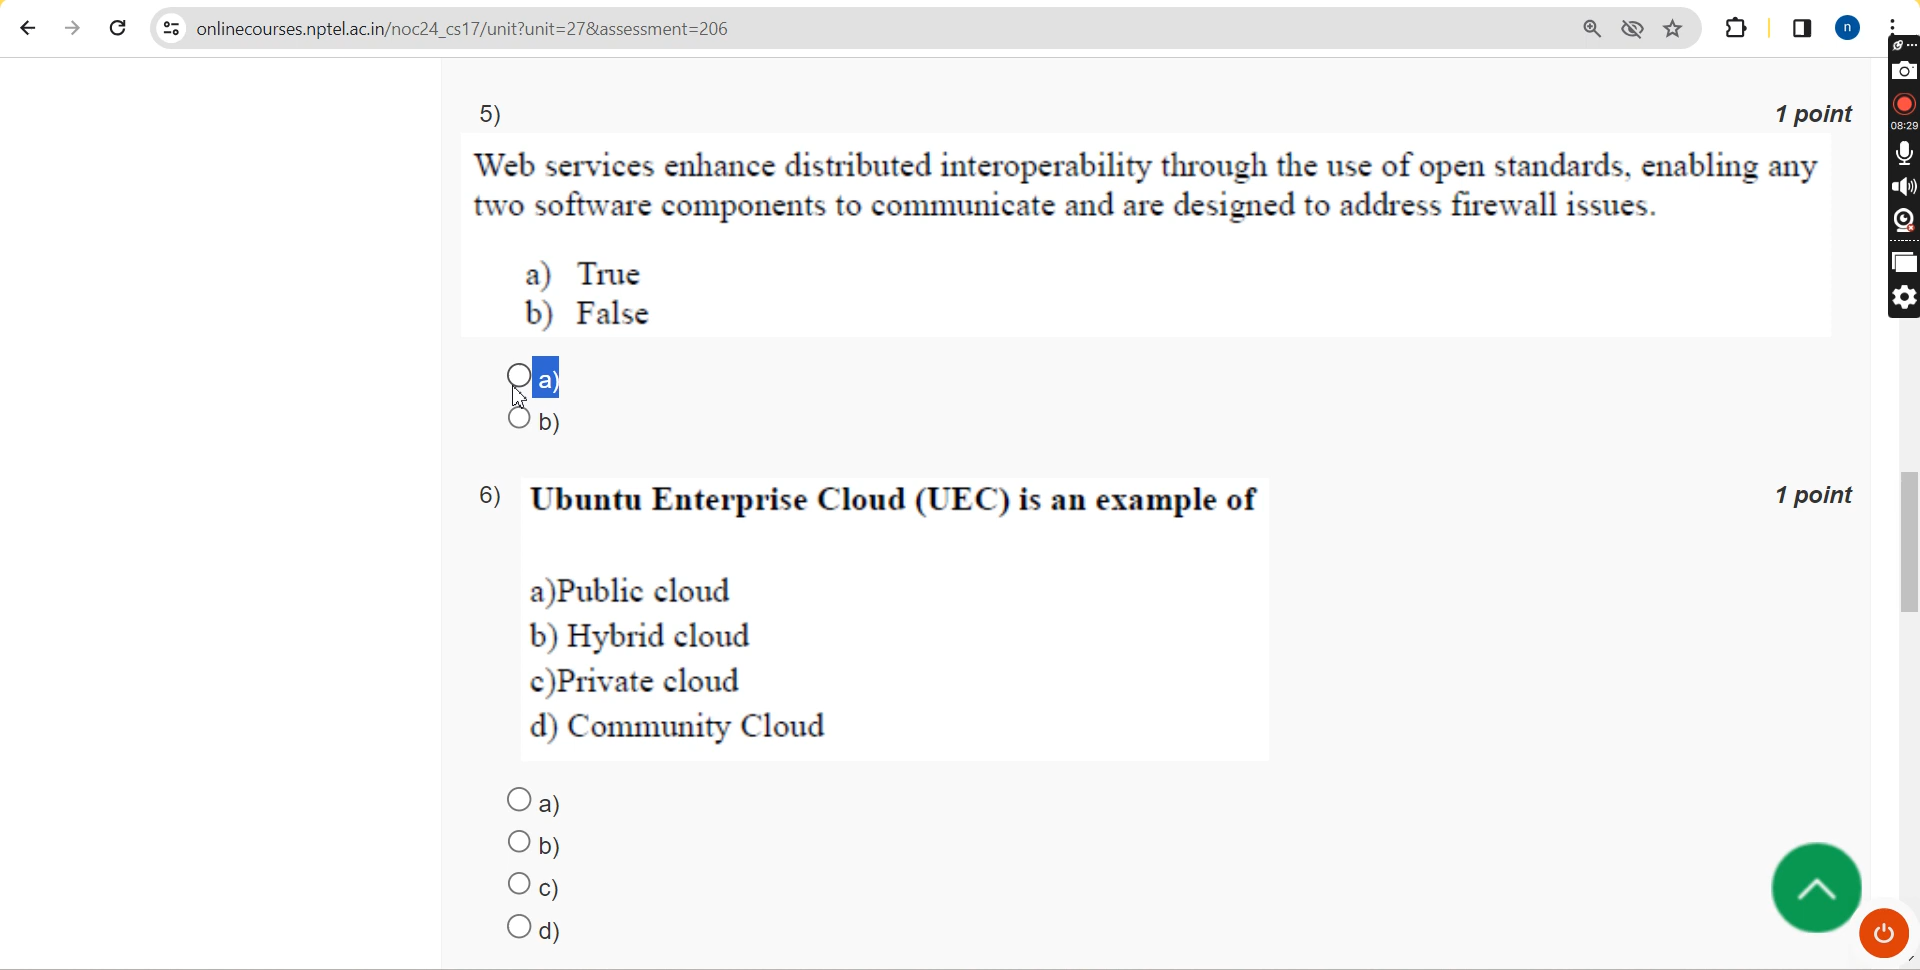 onlinecourses.nptel.ac.in/noc24_cs17/unit?unit=27&assessment=206
n
08:29
5)
1 point
Web services enhance distributed interoperability through the use of open standards, enabling any
two software components to communicate and are designed to address firewall issues.
a) True
b) False
a)
b)
6)
Ubuntu Enterprise Cloud (UEC) is an example of
1 point
a)Public cloud
b) Hybrid cloud
c)Private cloud
d) Community Cloud
a)
b)
c)
d)